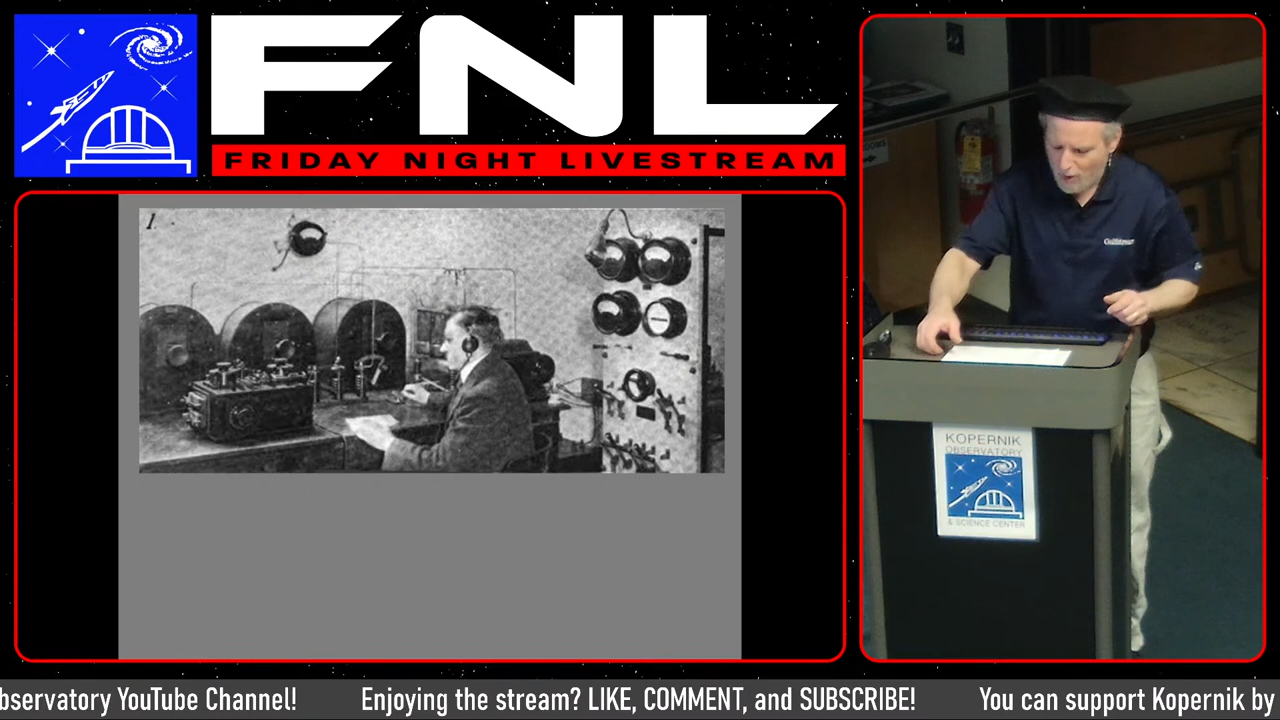 FNL
FRIDAY NIGHT LIVESTREAM
1.
KOPERNIK
OBSERVATORY
& SCIENCE CENTER
bservatory YouTube Channel! Enjoying the stream? LIKE, COMMENT, and SUBSCRIBE! You can support Kopernik by